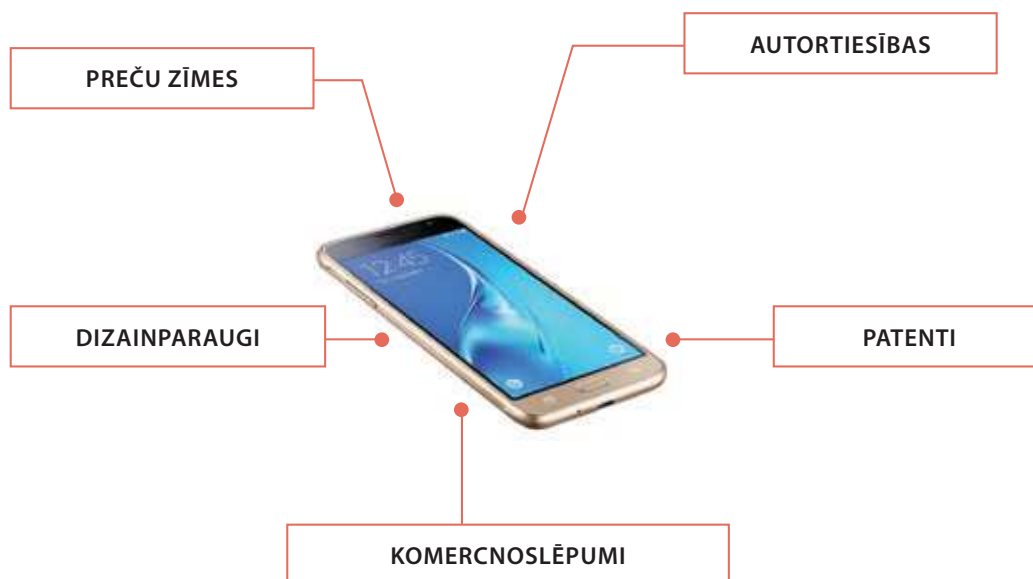 AUTORTIESĪBAS
PREČU ZĪMES
12:45
DIZAINPARAUGI
PATENTI
KOMERCNOSLĒPUMI